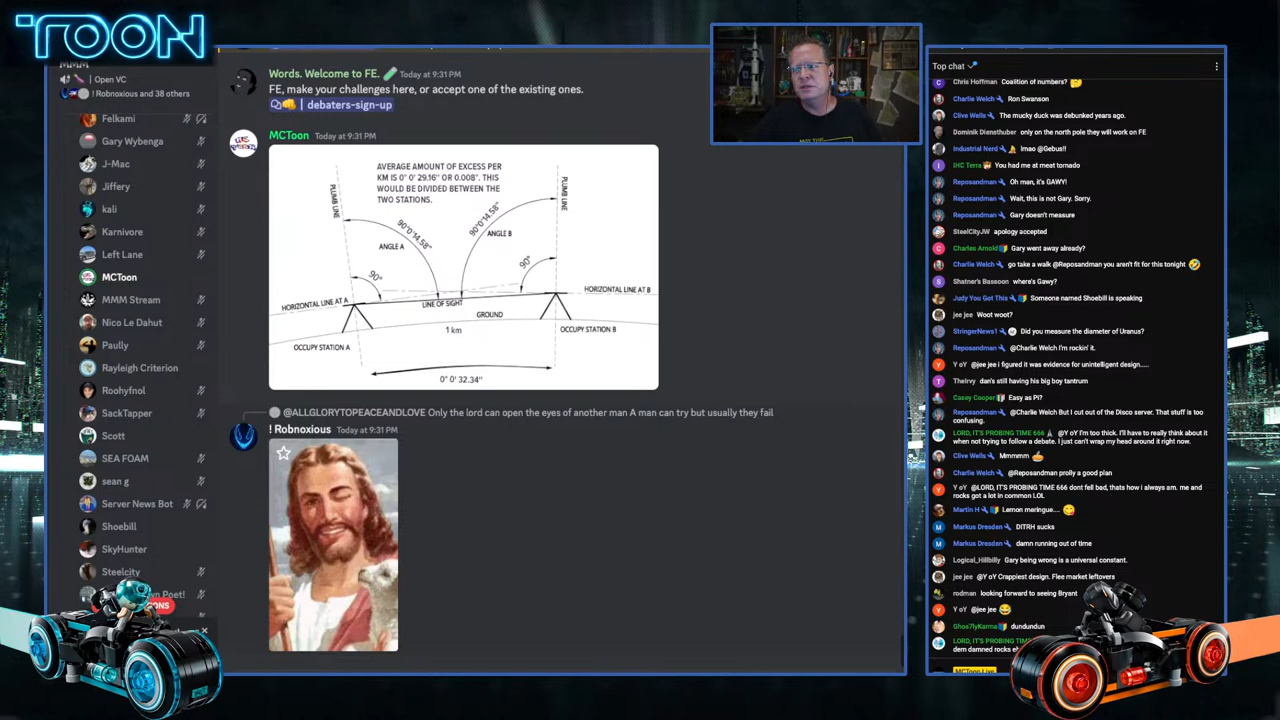 TOON
MMM
Open VC
! Robnoxious and 38 others
Felkami
Gary Wybenga
J-Mac
Jiffery
kali
Karnivore
Left Lane
MCToon
MMM Stream
Nico Le Dahut
Paully
Rayleigh Criterion
Roohyfnol
SackTapper
Scott
SEA FOAM
sean g
Server News Bot
Shoebill
SkyHunter
Steelcity
wn Poet!
ONS
Words. Welcome to FE. Today at 9:31 PM
FE, make your challenges here, or accept one of the existing ones.
| debaters-sign-up
MCToon Today at 9:31 PM
AVERAGE AMOUNT OF EXCESS PER
KM IS 0° 0' 29.16" OR 0.008". THIS
WOULD BE DIVIDED BETWEEN THE
TWO STATIONS.
PLUMB LINE
PLUMB LINE
90°0'14.58"
90°0'14.58"
ANGLE A
ANGLE B
90°
90°
HORIZONTAL LINE AT A
LINE OF SIGHT
HORIZONTAL LINE AT B
GROUND
1 km
OCCUPY STATION A
OCCUPY STATION B
0° 0' 32.34"
@ALLGLORYTOPEACEANDLOVE Only the lord can open the eyes of another man A man can try but usually they fail
! Robnoxious Today at 9:31 PM
Top chat
Chris Hoffman Coalition of numbers?
Charlie Welch Ron Swanson
Clive Wells The mucky duck was debunked years ago.
Dominik Diensthuber only on the north pole they will work on FE
Industrial Nerd lmao @Gebus!!
IHC Terra You had me at meat tornado
Reposandman Oh man, it's GAWY!
Reposandman Wait, this is not Gary. Sorry.
Reposandman Gary doesn't measure
SteelCityJW apology accepted
Charles Arnold Gary went away already?
Charlie Welch go take a walk @Reposandman you aren't fit for this tonight
Shatner's Bassoon where's Gawy?
Judy You Got This Someone named Shoebill is speaking
jee jee Woot woot?
StringerNews1 Did you measure the diameter of Uranus?
Reposandman @Charlie Welch I'm rockin' it.
Y oY @jee jee I figured it was evidence for unintelligent design.....
TheIrvy dan's still having his big boy tantrum
Casey Cooper Easy as Pi?
Reposandman @Charlie Welch But I cut out of the Disco server. That stuff is too
confusing.
LORD, IT'S PROBING TIME 666 @Y oY I'm too thick. I'll have to really think about it
when not trying to follow a debate. I just can't wrap my head around it right now.
Clive Wells Mmmmm
Charlie Welch @Reposandman prolly a good plan
Y oY @LORD, IT'S PROBING TIME 666 dont feel bad, thats how i always am. me and
rocks got a lot in common LOL
Martin H Lemon meringue....
Markus Dresden DITRH sucks
Markus Dresden damn running out of time
Logical_Hillbilly Gary being wrong is a universal constant.
jee jee @Y oY Crappiest design. Flee market leftovers
rodman looking forward to seeing Bryant
Y oY @jee jee
Ghos7lyKarma dundundun
LORD, IT'S PROBING TIME
dem damned rocks
MCToon Live